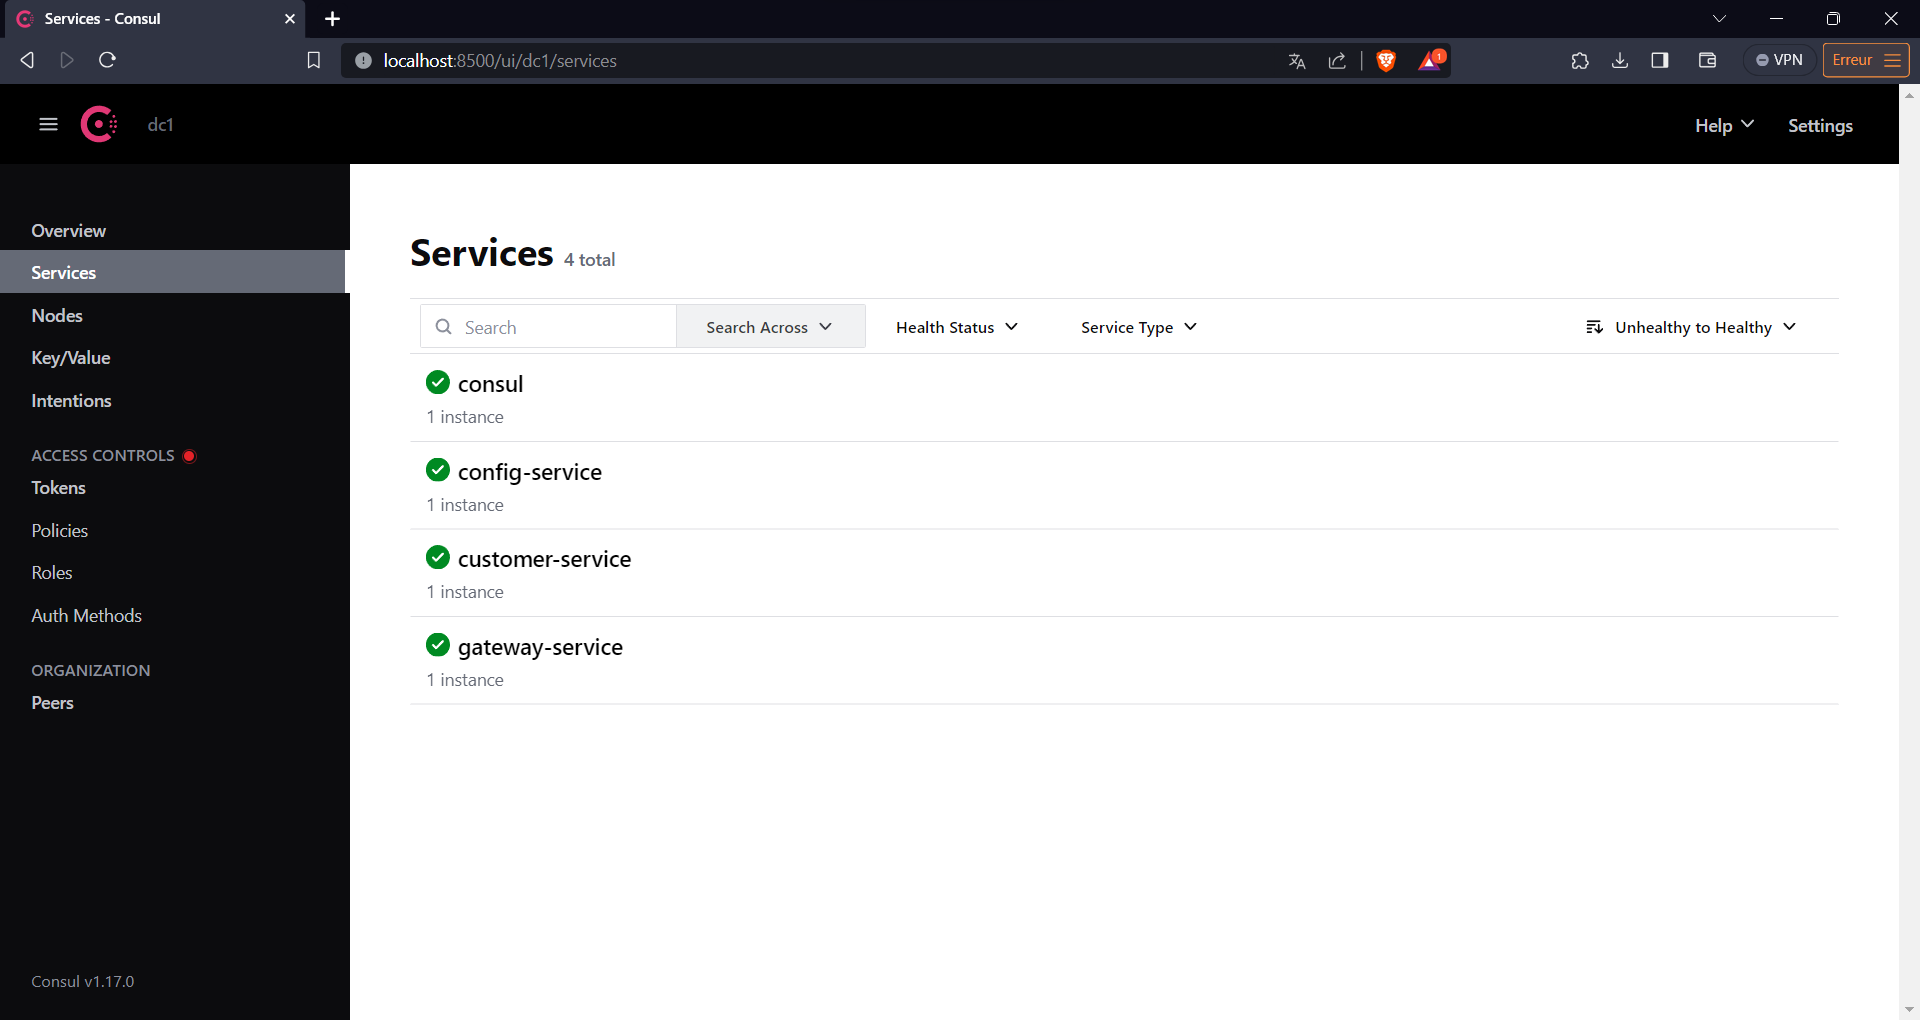 Services - Consul
localhost:8500/ui/dc1/services
1
VPN
Erreur
dc1
Help
Settings
Overview
Services
Nodes
Key/Value
Intentions
ACCESS CONTROLS
Tokens
Policies
Roles
Auth Methods
ORGANIZATION
Peers
Consul v1.17.0
Services 4 total
Search
Search Across
Health Status
Service Type
Unhealthy to Healthy
consul
1 instance
config-service
1 instance
customer-service
1 instance
gateway-service
1 instance